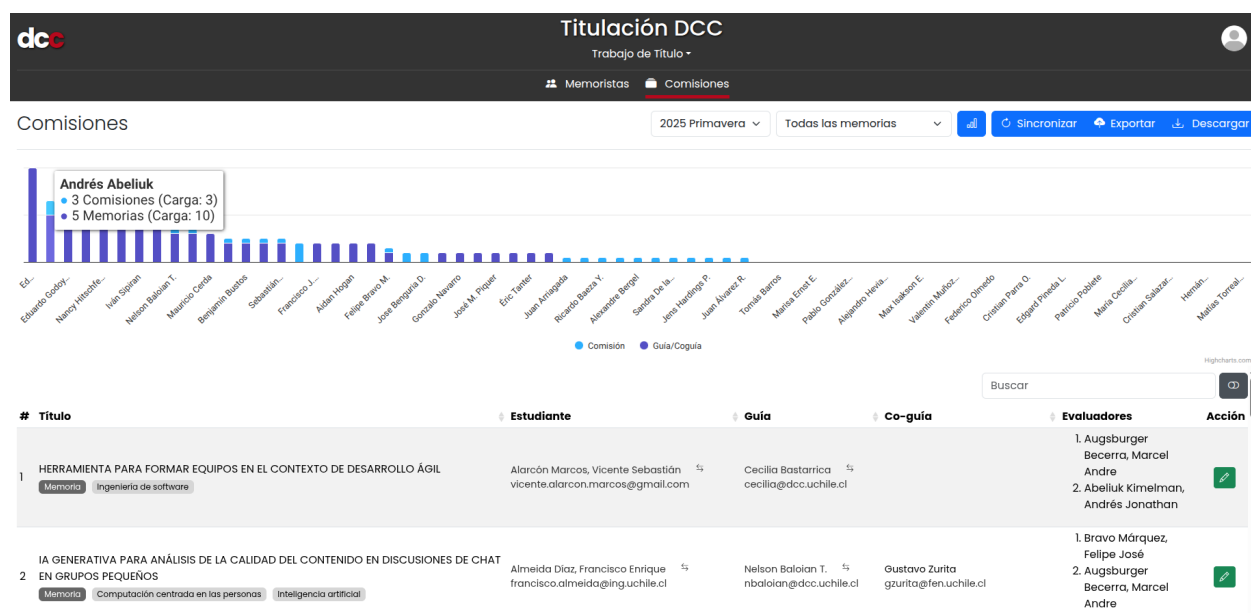 dcc
Titulación DCC
Trabajo de Título
Memoristas Comisiones
Comisiones
2025 Primavera Todas las memorias Sincronizar Exportar Descargar
Andrés Abeliuk
3 Comisiones (Carga: 3)
5 Memorias (Carga: 10)
Ed…
Eduardo Godoy…
Nancy Hitschfe…
Iván Sipiran
Nelson Baloian T.
Mauricio Cerda
Benjamin Bustos
Sebastián…
Francisco J…
Aidan Hogan
Felipe Bravo M.
Jose Benguria D.
Gonzalo Navarro
José M. Piquer
Éric Tanter
Juan Arriagada
Ricardo Baeza Y.
Alexandre Bergel
Sandra De la…
Jens Hardings P.
Juan Álvarez R.
Tomás Barros
Marisa Ernst E.
Pablo González…
Alejandro Hevia…
Max Isakson E.
Valentin Muñoz…
Federico Olmedo
Cristian Parra O.
Edgard Pineda L.
Patricio Poblete
María Cecilia…
Cristian Salazar…
Hernán…
Matías Torreal…
Comisión Guía/Coguía
Highcharts.com
Buscar
# Título Estudiante Guía Co-guía Evaluadores Acción
1. Augsburger
Becerra, Marcel
Andre
2. Abeliuk Kimelman,
Andrés Jonathan
1 HERRAMIENTA PARA FORMAR EQUIPOS EN EL CONTEXTO DE DESARROLLO ÁGIL
Memoria Ingeniería de software
Alarcón Marcos, Vicente Sebastián
vicente.alarcon.marcos@gmail.com
Cecilia Bastarrica
cecilia@dcc.uchile.cl
1. Bravo Márquez,
Felipe José
2. Augsburger
Becerra, Marcel
Andre
2 IA GENERATIVA PARA ANÁLISIS DE LA CALIDAD DEL CONTENIDO EN DISCUSIONES DE CHAT
EN GRUPOS PEQUEÑOS
Memoria Computación centrada en las personas Inteligencia artificial
Almeida Díaz, Francisco Enrique
francisco.almeida@ing.uchile.cl
Nelson Baloian T.
nbaloian@dcc.uchile.cl
Gustavo Zurita
gzurita@fen.uchile.cl